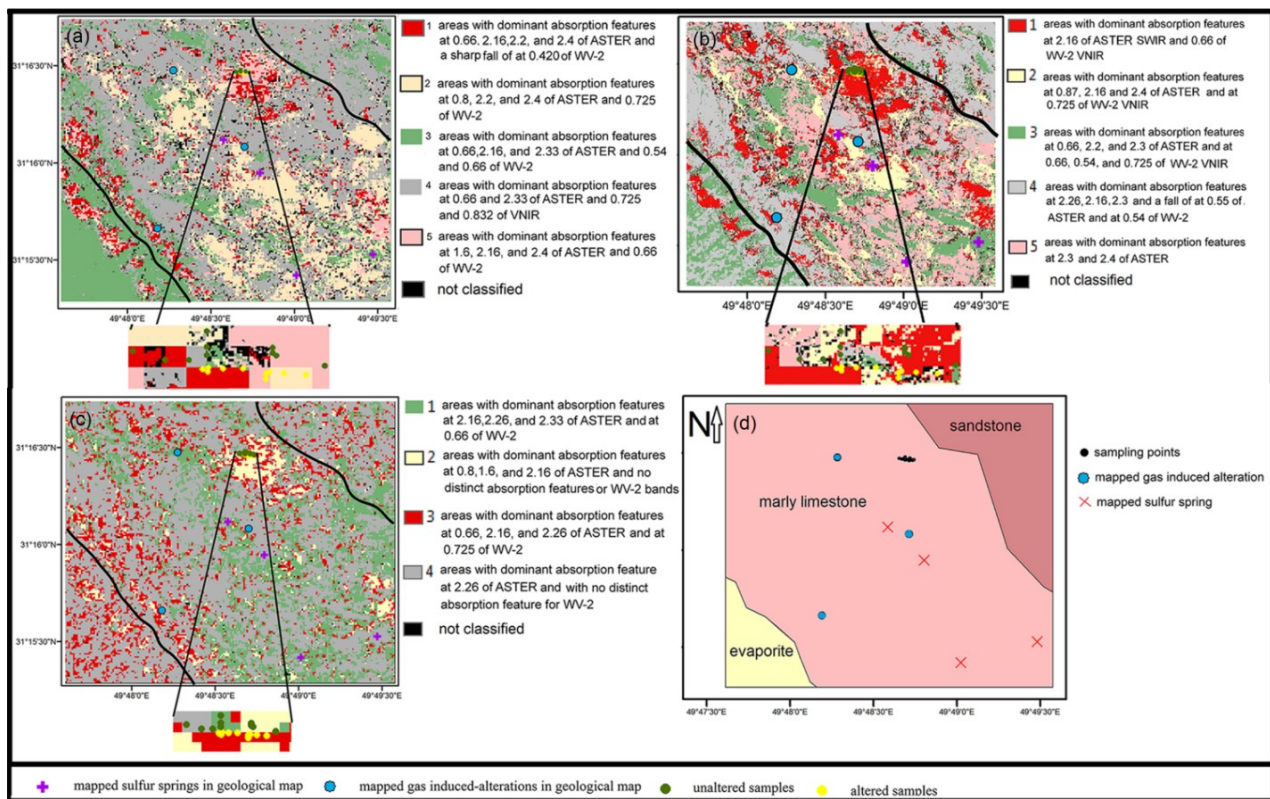 (a)
1 areas with dominant absorption features
at 0.66, 2.16,2.2, and 2.4 of ASTER and
a sharp fall of at 0.420 of WV-2
2 areas with dominant absorption features
at 0.8, 2.2, and 2.4 of ASTER and 0.725
of WV-2
3 areas with dominant absorption features
at 0.66,2.16, and 2.33 of ASTER and 0.54
and 0.66 of WV-2
4 areas with dominant absorption features
at 0.66 and 2.33 of ASTER and 0.725
and 0.832 of VNIR
5 areas with dominant absorption features
at 1.6, 2.16, and 2.4 of ASTER and 0.66
of WV-2
not classified
31°16'30"N
31°16'0"N
31°15'30"N
49°48'0"E 49°48'30"E 49°49'0"E 49°49'30"E
(b)
1 areas with dominant absorption features
at 2.16 of ASTER SWIR and 0.66 of
WV-2 VNIR
2 areas with dominant absorption features
at 0.87, 2.16 and 2.4 of ASTER and at
0.725 of WV-2 VNIR
3 areas with dominant absorption features
at 0.66, 2.2, and 2.3 of ASTER and at
0.66, 0.54, and 0.725 of WV-2 VNIR
4 areas with dominant absorption features
at 2.26, 2.16,2.3 and a fall of at 0.55 of
ASTER and at 0.54 of WV-2
5 areas with dominant absorption features
at 2.3 and 2.4 of ASTER
not classified
49°48'0"E 49°48'30"E 49°49'0"E 49°49'30"E
(c)
1 areas with dominant absorption features
at 2.16,2.26, and 2.33 of ASTER and at
0.66 of WV-2
2 areas with dominant absorption features
at 0.8,1.6, and 2.16 of ASTER and no
distinct absorption features or WV-2 bands
3 areas with dominant absorption features
at 0.66, 2.16, and 2.26 of ASTER and at
0.725 of WV-2
4 areas with dominant absorption feature
at 2.26 of ASTER and with no distinct
absorption feature for WV-2
not classified
31°16'30"N
31°16'0"N
31°15'30"N
49°48'0"E 49°48'30"E 49°49'0"E 49°49'30"E
N (d)
sandstone
marly limestone
evaporite
sampling points
mapped gas induced alteration
mapped sulfur spring
49°47'30"E 49°48'0"E 49°48'30"E 49°49'0"E 49°49'30"E
mapped sulfur springs in geological map mapped gas induced-alterations in geological map unaltered samples altered samples